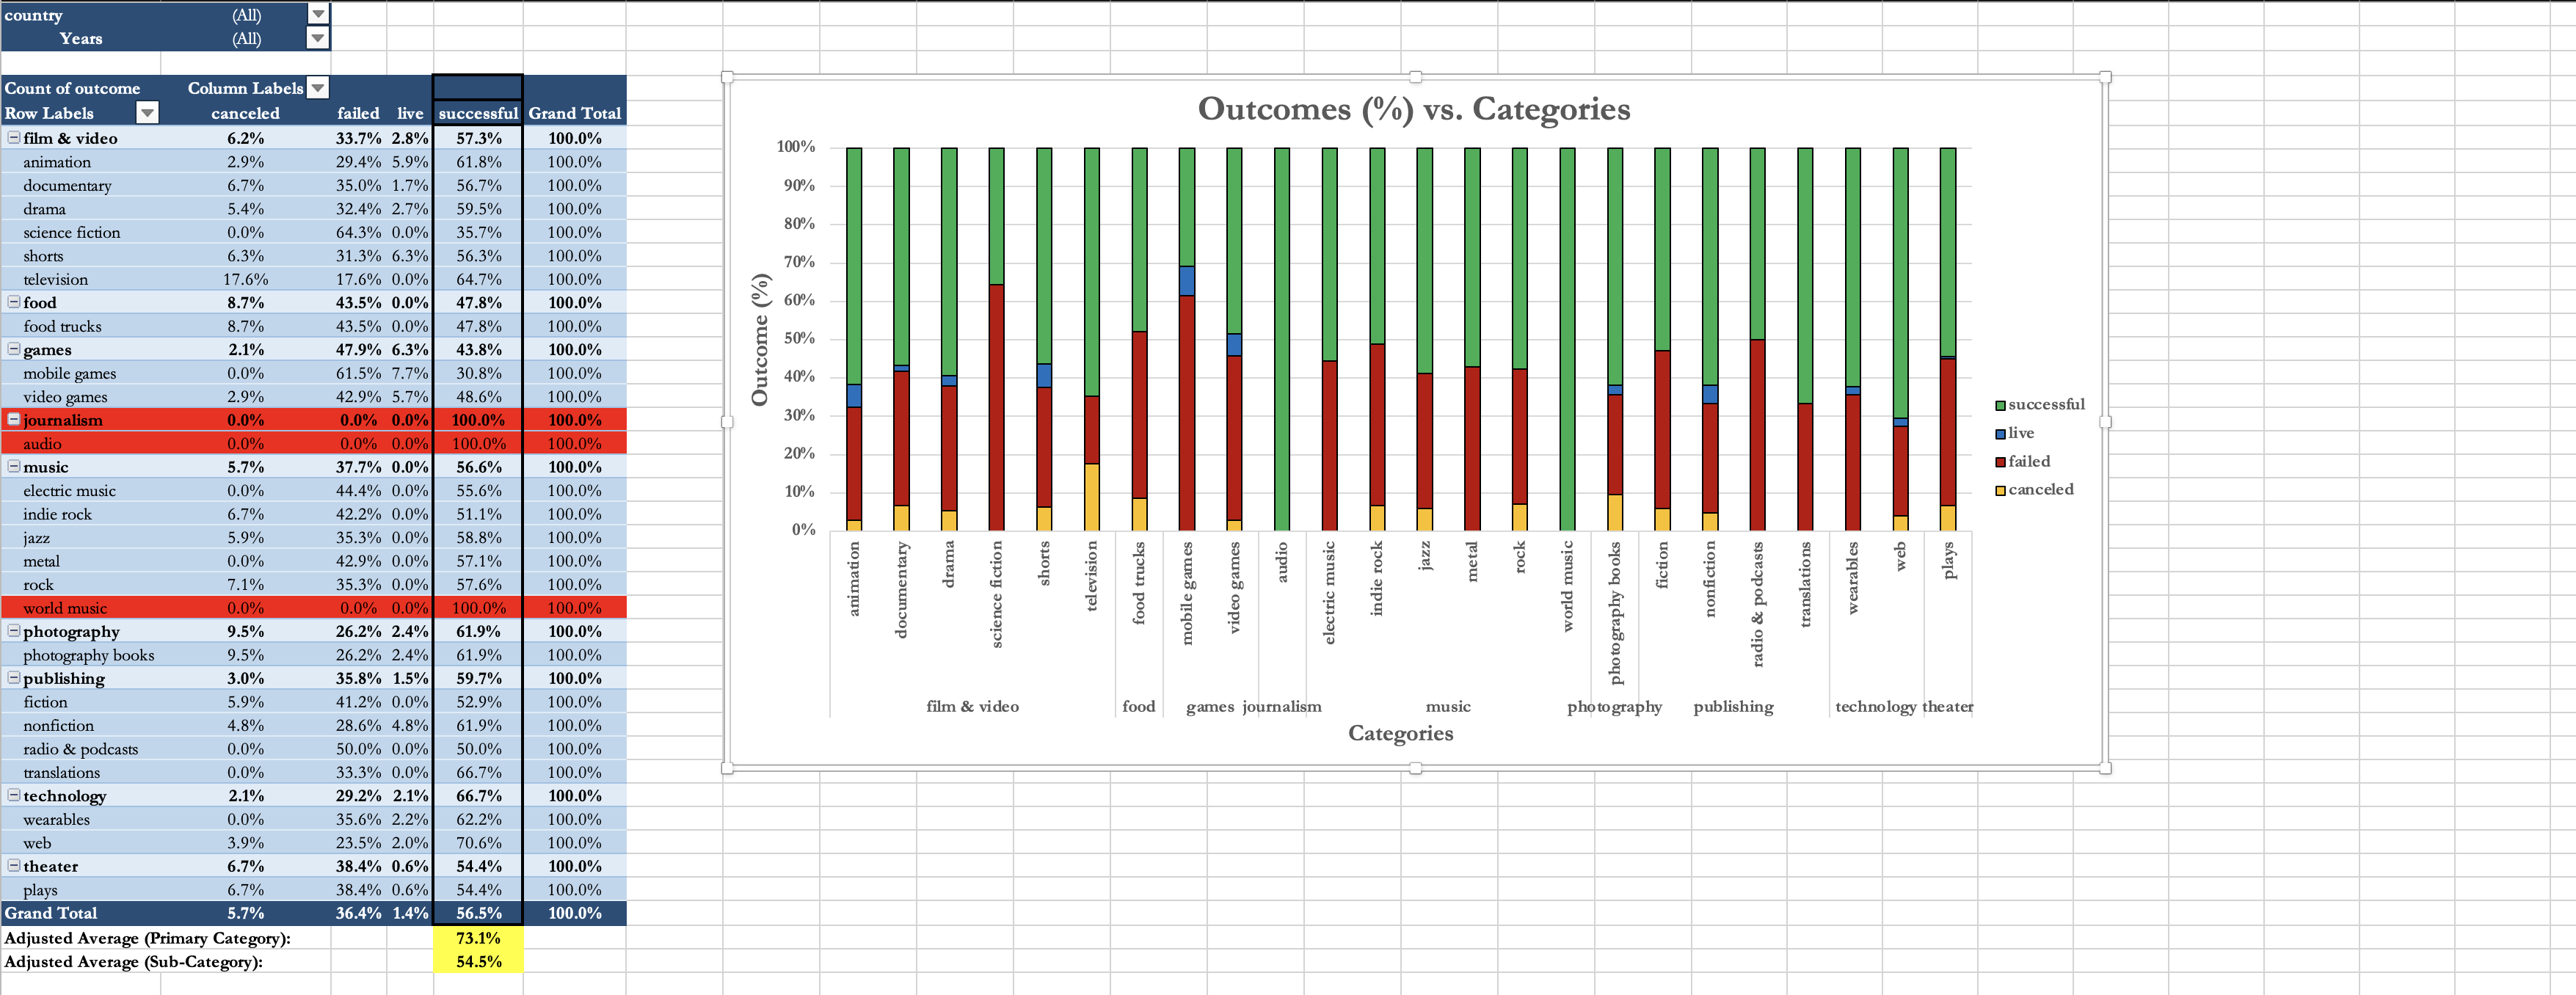 country (All)
Years (All)
Count of outcome Column Labels
Row Labels canceled failed live successful Grand Total
film & video 6.2% 33.7% 2.8% 57.3% 100.0%
animation 2.9% 29.4% 5.9% 61.8% 100.0%
documentary 6.7% 35.0% 1.7% 56.7% 100.0%
drama 5.4% 32.4% 2.7% 59.5% 100.0%
science fiction 0.0% 64.3% 0.0% 35.7% 100.0%
shorts 6.3% 31.3% 6.3% 56.3% 100.0%
television 17.6% 17.6% 0.0% 64.7% 100.0%
food 8.7% 43.5% 0.0% 47.8% 100.0%
food trucks 8.7% 43.5% 0.0% 47.8% 100.0%
games 2.1% 47.9% 6.3% 43.8% 100.0%
mobile games 0.0% 61.5% 7.7% 30.8% 100.0%
video games 2.9% 42.9% 5.7% 48.6% 100.0%
journalism 0.0% 0.0% 0.0% 100.0% 100.0%
audio 0.0% 0.0% 0.0% 100.0% 100.0%
music 5.7% 37.7% 0.0% 56.6% 100.0%
electric music 0.0% 44.4% 0.0% 55.6% 100.0%
indie rock 6.7% 42.2% 0.0% 51.1% 100.0%
jazz 5.9% 35.3% 0.0% 58.8% 100.0%
metal 0.0% 42.9% 0.0% 57.1% 100.0%
rock 7.1% 35.3% 0.0% 57.6% 100.0%
world music 0.0% 0.0% 0.0% 100.0% 100.0%
photography 9.5% 26.2% 2.4% 61.9% 100.0%
photography books 9.5% 26.2% 2.4% 61.9% 100.0%
publishing 3.0% 35.8% 1.5% 59.7% 100.0%
fiction 5.9% 41.2% 0.0% 52.9% 100.0%
nonfiction 4.8% 28.6% 4.8% 61.9% 100.0%
radio & podcasts 0.0% 50.0% 0.0% 50.0% 100.0%
translations 0.0% 33.3% 0.0% 66.7% 100.0%
technology 2.1% 29.2% 2.1% 66.7% 100.0%
wearables 0.0% 35.6% 2.2% 62.2% 100.0%
web 3.9% 23.5% 2.0% 70.6% 100.0%
theater 6.7% 38.4% 0.6% 54.4% 100.0%
plays 6.7% 38.4% 0.6% 54.4% 100.0%
Grand Total 5.7% 36.4% 1.4% 56.5% 100.0%
Adjusted Average (Primary Category): 73.1%
Adjusted Average (Sub-Category): 54.5%
Outcomes (%) vs. Categories
Outcome (%)
100%
90%
80%
70%
60%
50%
40%
30%
20%
10%
0%
animation
documentary
drama
science fiction
shorts
television
food trucks
mobile games
video games
audio
electric music
indie rock
jazz
metal
rock
world music
photography books
fiction
nonfiction
radio & podcasts
translations
wearables
web
plays
film & video food games journalism music photography publishing technology theater
Categories
successful
live
failed
canceled